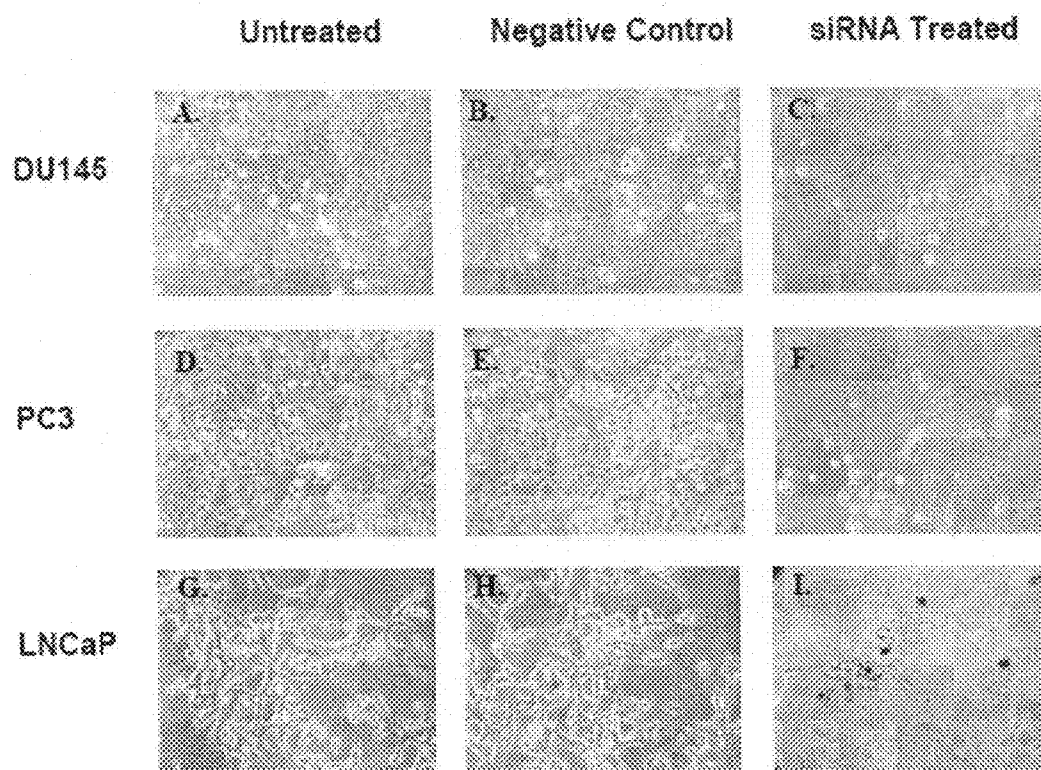 Untreated Negative Control siRNA Treated
A. B. C.
DU145
D. E. F.
PC3
G. H. I.
LNCaP